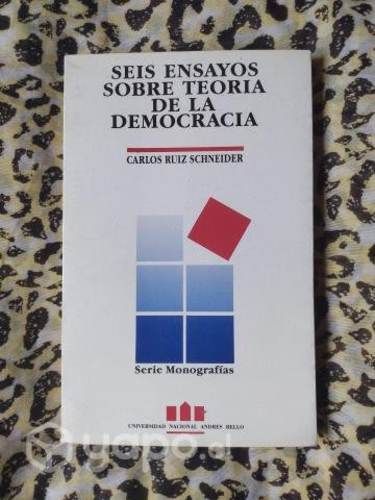 SEIS ENSAYOS
SOBRE TEORIA
DE LA
DEMOCRACIA
CARLOS RUIZ SCHNEIDER
Serie Monografías
UNIVERSIDAD NACIONAL ANDRES BELLO
yapo.cl